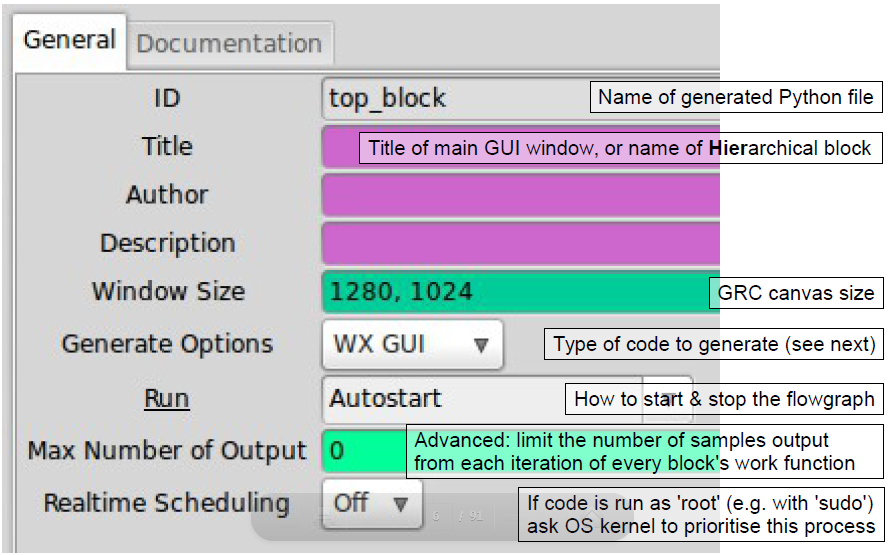 General
Documentation
ID
top_block
Name of generated Python file
Title
Title of main GUI window, or name of Hierarchical block
Author
Description
Window Size
1280, 1024
GRC canvas size
Generate Options
WX GUI
Type of code to generate (see next)
Run
Autostart
How to start & stop the flowgraph
Max Number of Output
0
Advanced: limit the number of samples output
from each iteration of every block's work function
Realtime Scheduling
Off
6 / 91
If code is run as 'root' (e.g. with 'sudo')
ask OS kernel to prioritise this process